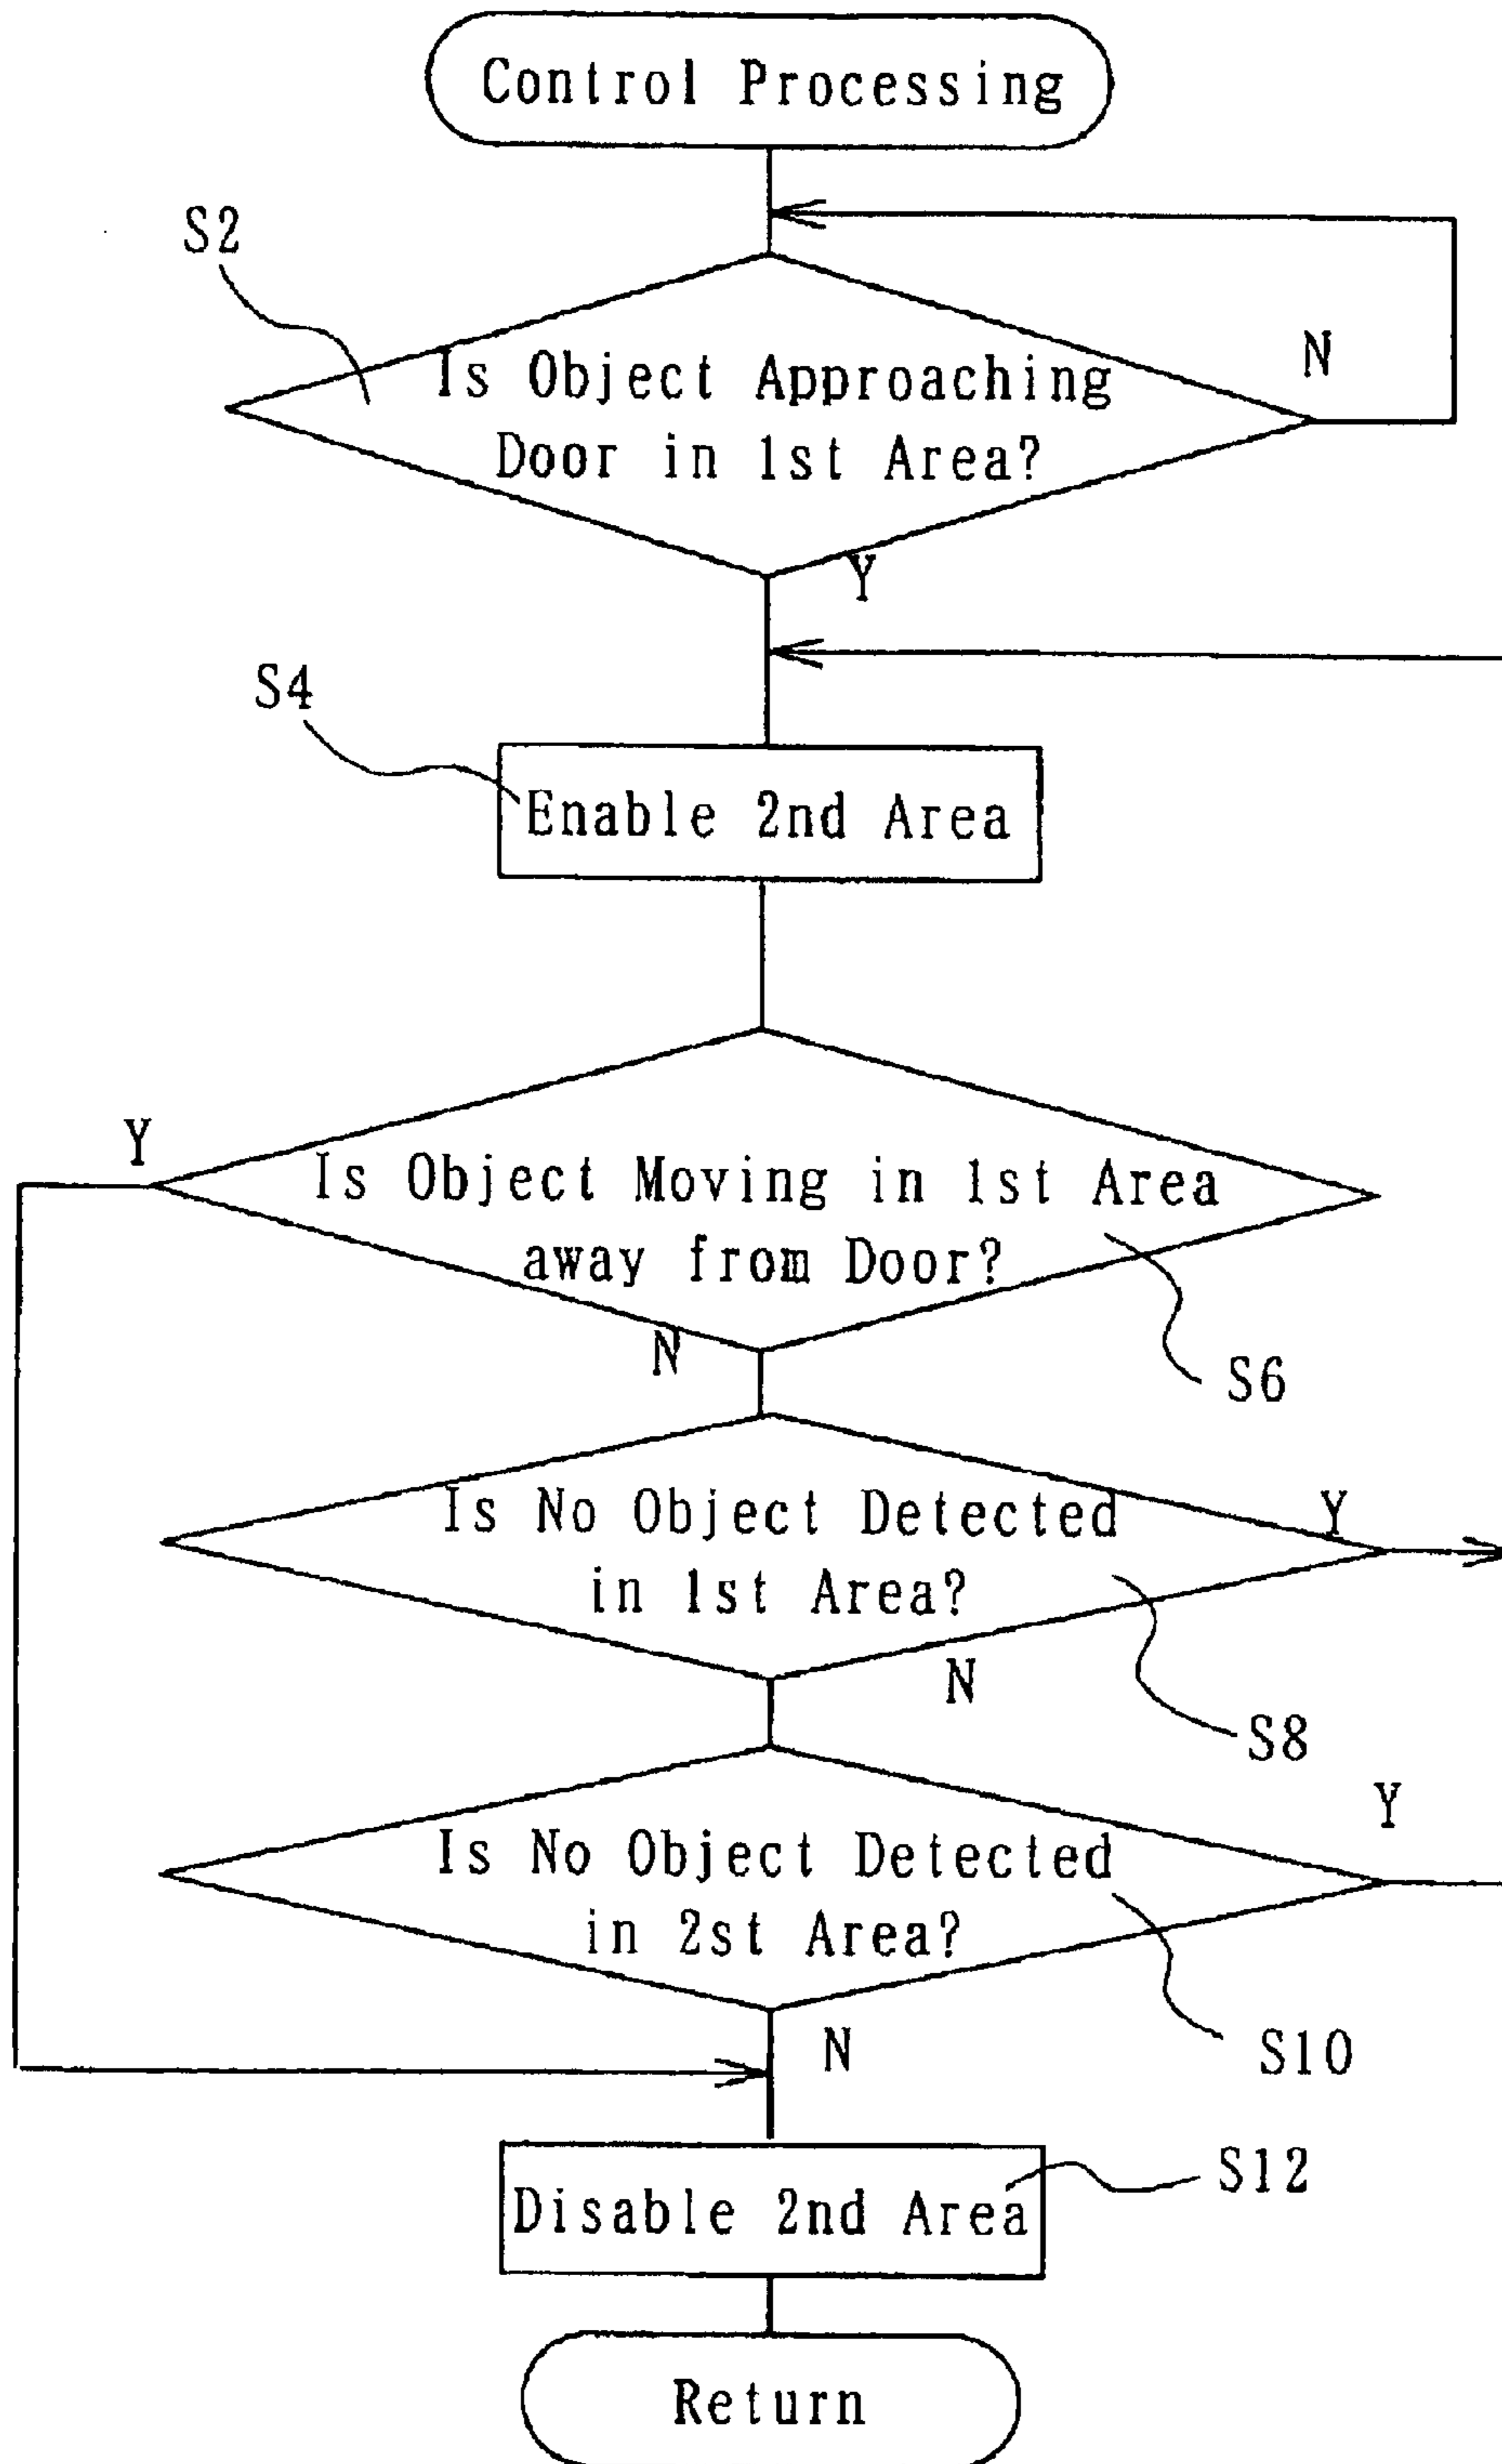 Control Processing
S2
Is Object Approaching
Door in 1st Area?
N
Y
S4
Enable 2nd Area
Y
Is Object Moving in 1st Area
away from Door?
N
S6
Is No Object Detected
in 1st Area?
Y
N
S8
Y
Is No Object Detected
in 2st Area?
N
S10
S12
Disable 2nd Area
Return